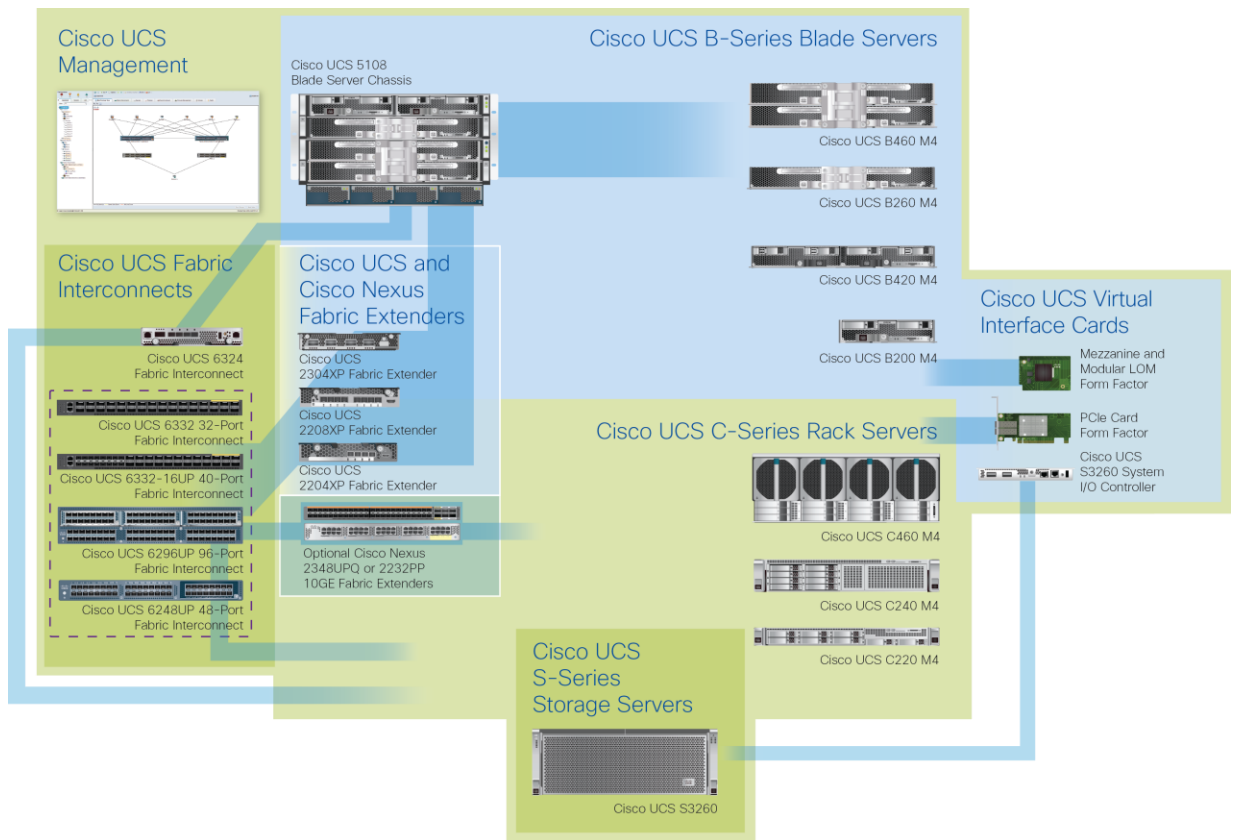 Cisco UCS
Management
Cisco UCS 5108
Blade Server Chassis
Cisco UCS B-Series Blade Servers
Cisco UCS B460 M4
Cisco UCS B260 M4
Cisco UCS B420 M4
Cisco UCS B200 M4
Cisco UCS Fabric
Interconnects
Cisco UCS 6324
Fabric Interconnect
Cisco UCS 6332 32-Port
Fabric Interconnect
Cisco UCS 6332-16UP 40-Port
Fabric Interconnect
Cisco UCS 6296UP 96-Port
Fabric Interconnect
Cisco UCS 6248UP 48-Port
Fabric Interconnect
Cisco UCS and
Cisco Nexus
Fabric Extenders
Cisco UCS
2304XP Fabric Extender
Cisco UCS
2208XP Fabric Extender
Cisco UCS
2204XP Fabric Extender
Optional Cisco Nexus
2348UPQ or 2232PP
10GE Fabric Extenders
Cisco UCS Virtual
Interface Cards
Mezzanine and
Modular LOM
Form Factor
PCIe Card
Form Factor
Cisco UCS
S3260 System
I/O Controller
Cisco UCS C-Series Rack Servers
Cisco UCS C460 M4
Cisco UCS C240 M4
Cisco UCS C220 M4
Cisco UCS
S-Series
Storage Servers
Cisco UCS S3260